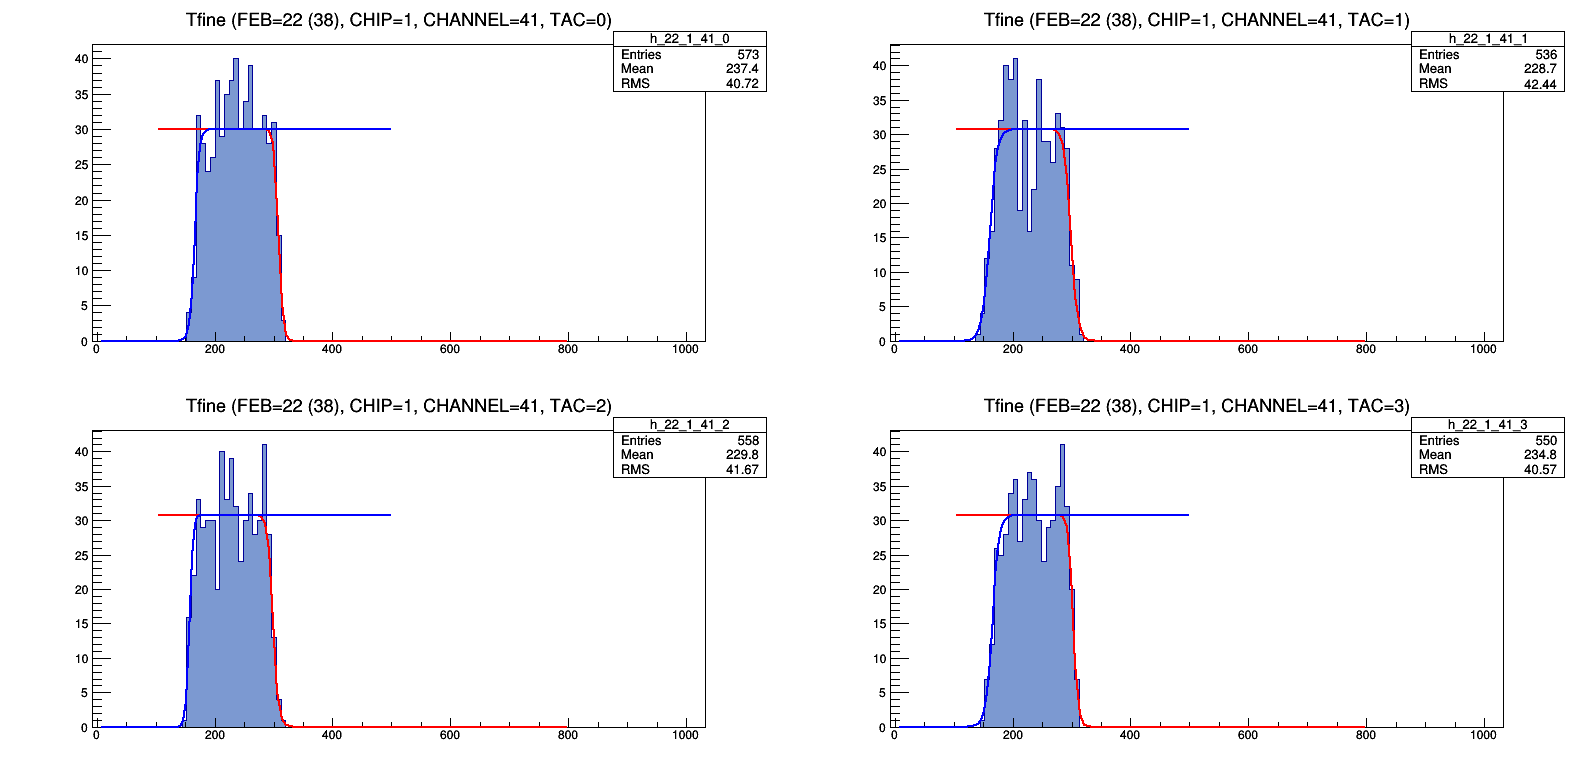 Tfine (FEB=22 (38), CHIP=1, CHANNEL=41, TAC=0)
h_22_1_41_0
Entries 573
Mean 237.4
RMS 40.72
40
35
30
25
20
15
10
5
0
0 200 400 600 800 1000
Tfine (FEB=22 (38), CHIP=1, CHANNEL=41, TAC=1)
h_22_1_41_1
Entries 536
Mean 228.7
RMS 42.44
40
35
30
25
20
15
10
5
0
0 200 400 600 800 1000
Tfine (FEB=22 (38), CHIP=1, CHANNEL=41, TAC=2)
h_22_1_41_2
Entries 558
Mean 229.8
RMS 41.67
40
35
30
25
20
15
10
5
0
0 200 400 600 800 1000
Tfine (FEB=22 (38), CHIP=1, CHANNEL=41, TAC=3)
h_22_1_41_3
Entries 550
Mean 234.8
RMS 40.57
40
35
30
25
20
15
10
5
0
0 200 400 600 800 1000